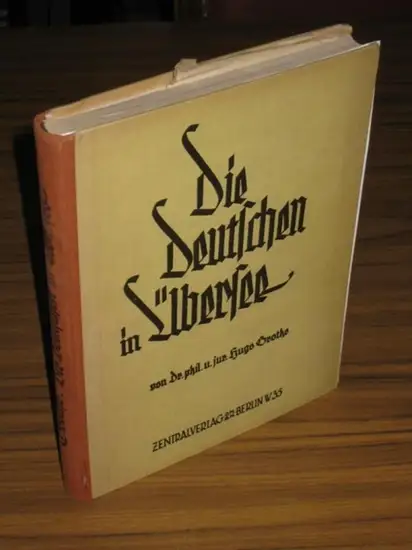 Die
Deutschen
in Übersee
von Dr. phil. u. jur. Hugo Grothe
ZENTRALVERLAG BERLIN W.35